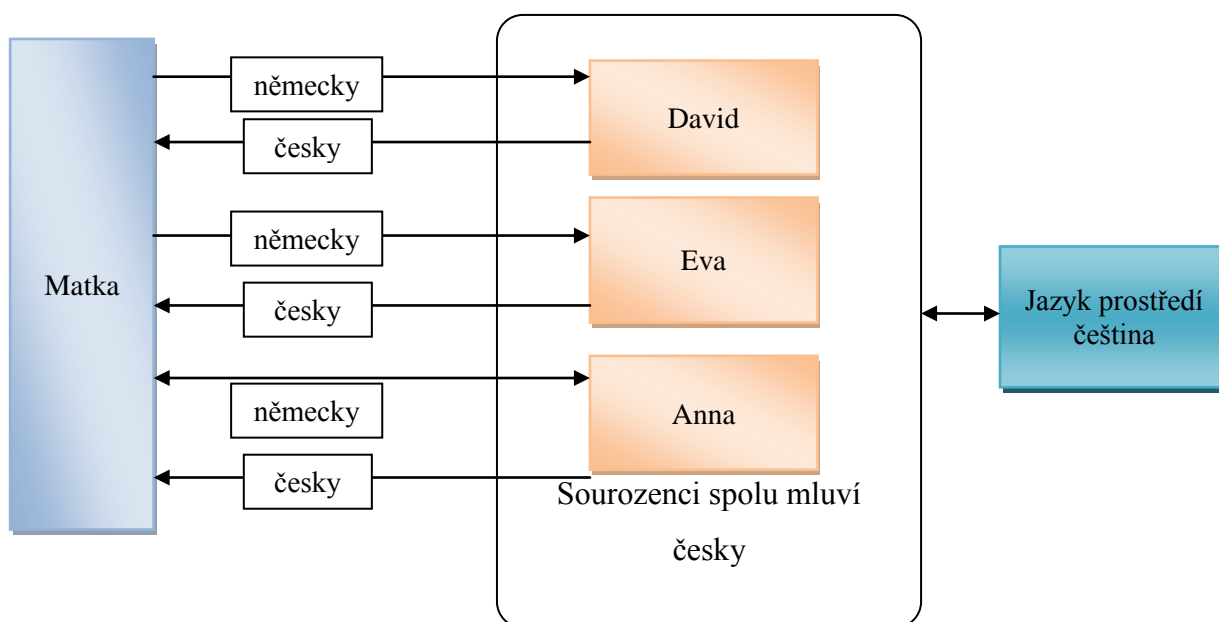 německy
David
česky
německy
Eva
česky
Matka
Jazyk prostředí
čeština
německy
Anna
česky
Sourozenci spolu mluví
česky